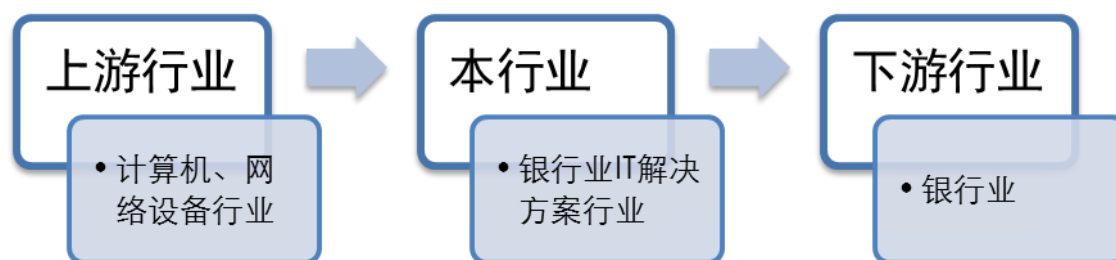 上游行业
• 计算机、网
络设备行业
本行业
• 银行业IT解决
方案行业
下游行业
• 银行业